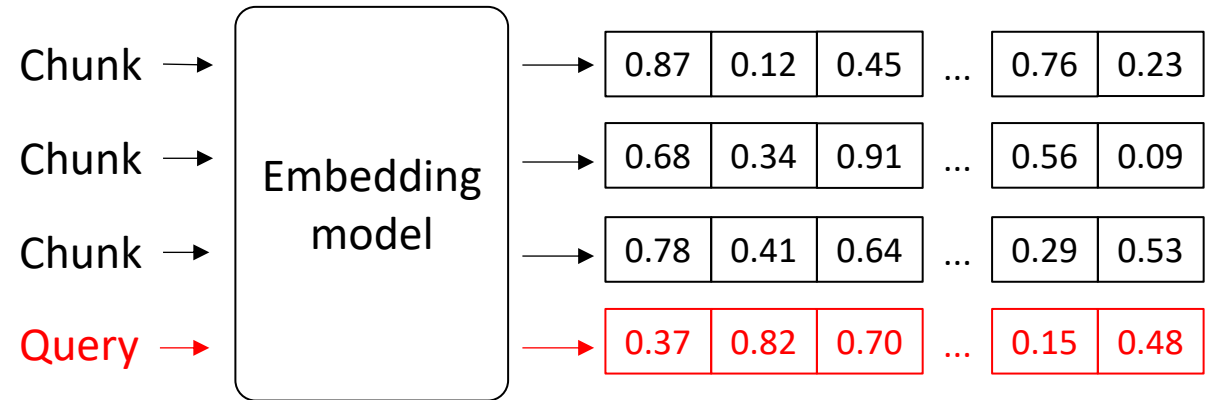 Chunk 0.87 0.12 0.45 ... 0.76 0.23
Chunk 0.68 0.34 0.91 ... 0.56 0.09
Embedding
model
Chunk 0.78 0.41 0.64 ... 0.29 0.53
Query 0.37 0.82 0.70 ... 0.15 0.48